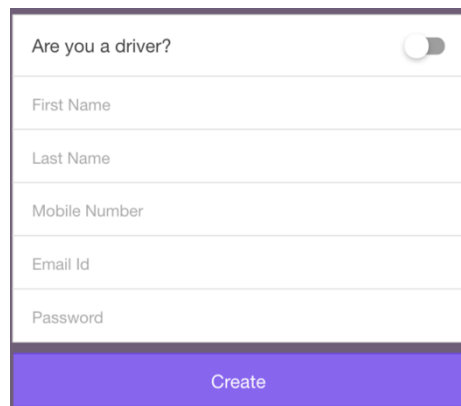 Are you a driver?
First Name
Last Name
Mobile Number
Email Id
Password
Create